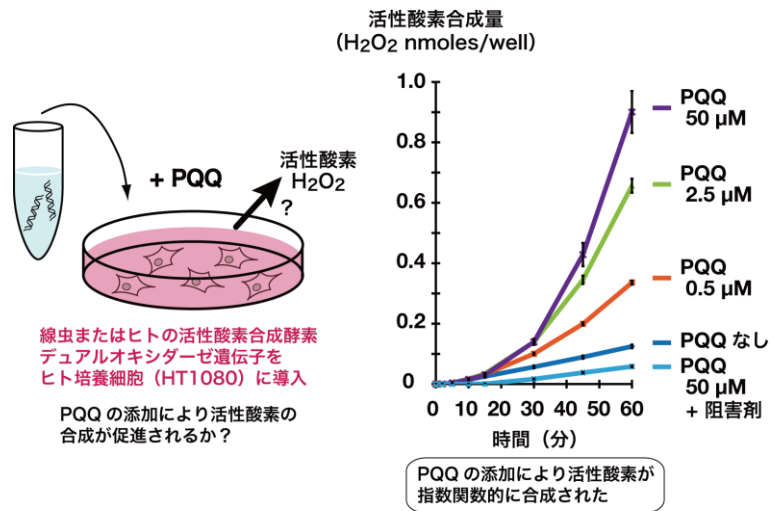 活性酸素合成量
(H₂O₂ nmoles/well)
+ PQQ
活性酸素
H₂O₂
?
線虫またはヒトの活性酸素合成酵素
デュアルオキシダーゼ遺伝子を
ヒト培養細胞（HT1080）に導入
PQQ の添加により活性酸素の
合成が促進されるか？
1.0
0.8
0.6
0.4
0.2
0
0
10
20
30
40
50
60
時間（分）
PQQ
50 µM
PQQ
2.5 µM
PQQ
0.5 µM
PQQ なし
PQQ
50 µM
+ 阻害剤
PQQ の添加により活性酸素が
指数関数的に合成された